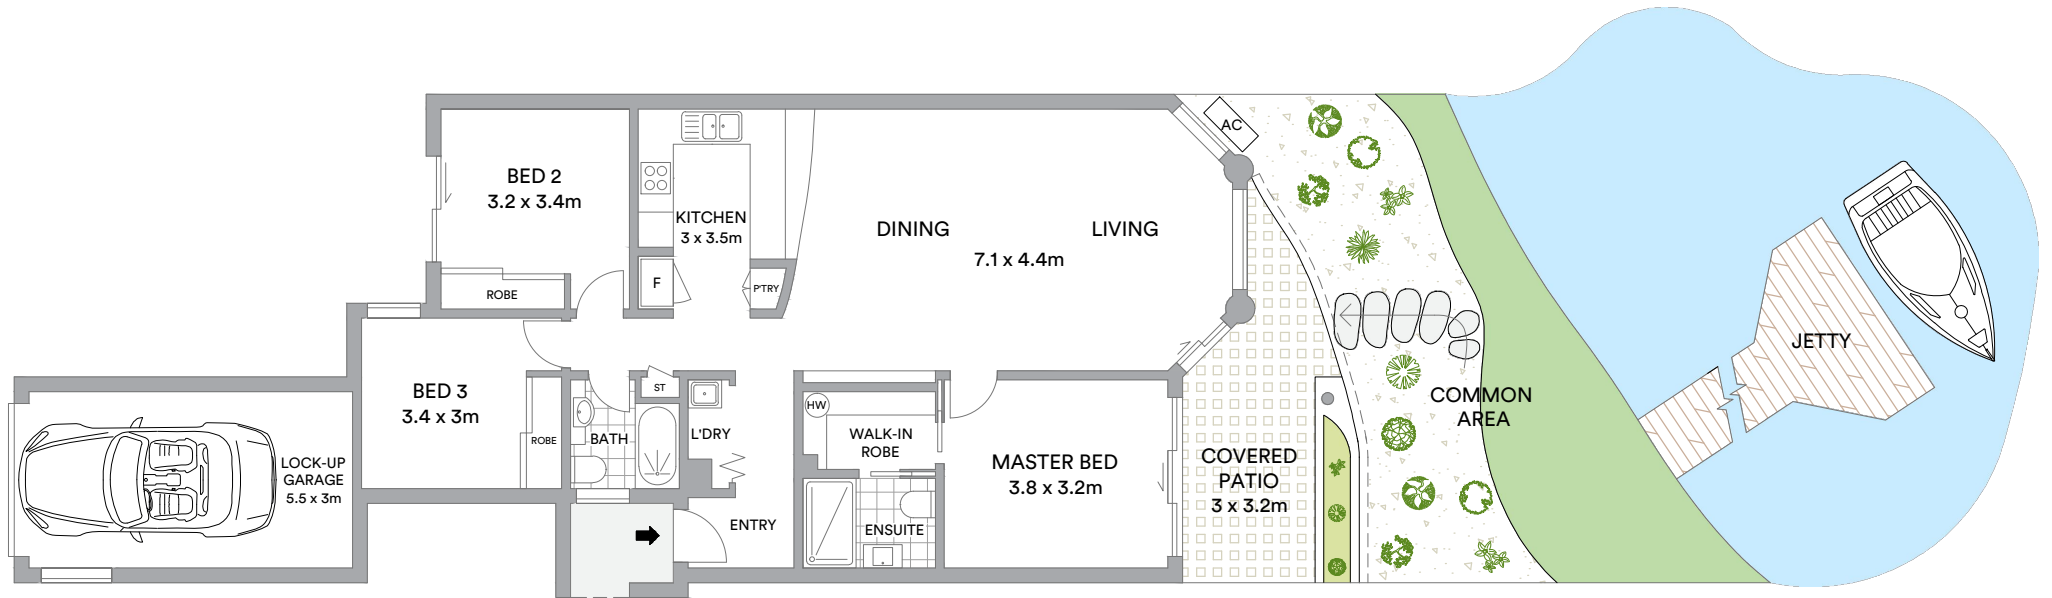 AC
BED 2
3.2 x 3.4m
KITCHEN
3 x 3.5m
DINING
LIVING
7.1 x 4.4m
F
P'TRY
ROBE
JETTY
BED 3
3.4 x 3m
ROBE
ST
HW
BATH
L'DRY
WALK-IN
ROBE
MASTER BED
3.8 x 3.2m
COVERED
PATIO
3 x 3.2m
COMMON
AREA
LOCK-UP
GARAGE
5.5 x 3m
ENTRY
ENSUITE